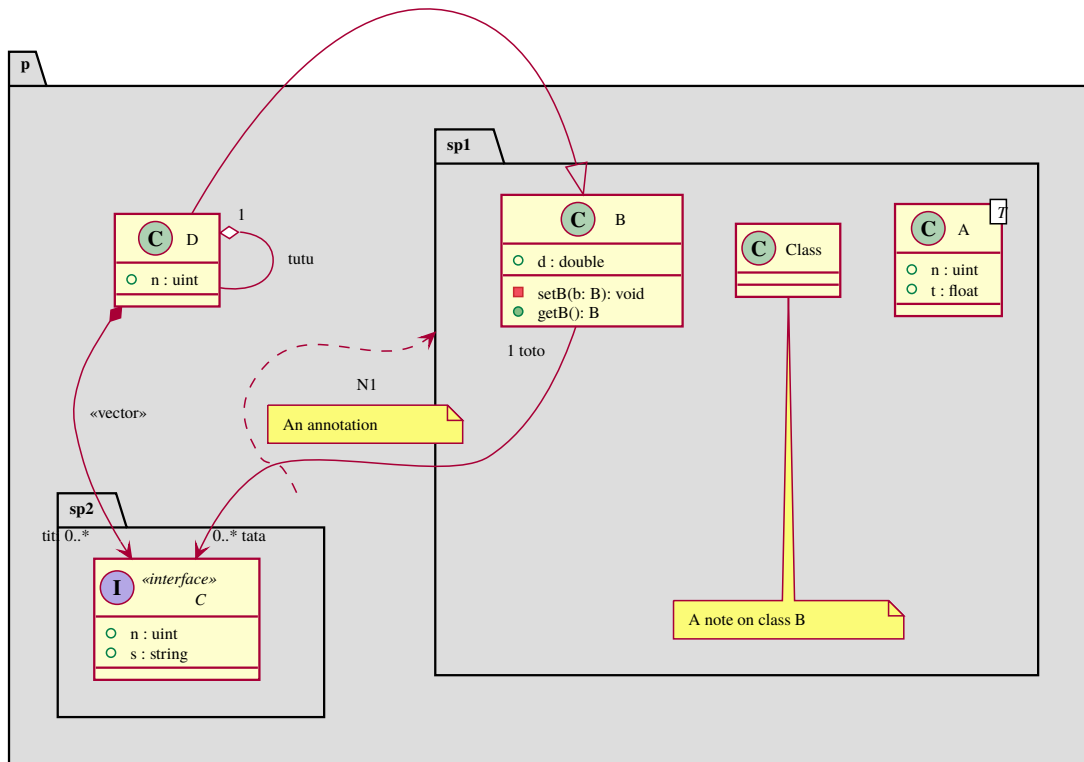 p
sp1
C B
d : double
setB(b: B): void
getB(): B
C Class
T
C A
n : uint
t : float
1
C D
n : uint
tutu
1 toto
N1
An annotation
«vector»
sp2
titi 0..*
0..* tata
I «interface»
C
n : uint
s : string
A note on class B